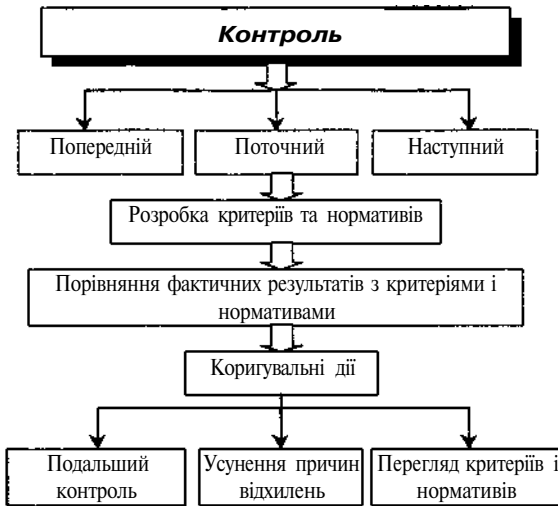 Контроль
Попередній
Поточний
Наступний
Розробка критеріїв та нормативів
Порівняння фактичних результатів з критеріями і
нормативами
Коригувальні дії
Подальший
контроль
Усунення причин
відхилень
Перегляд критеріїв і
нормативів